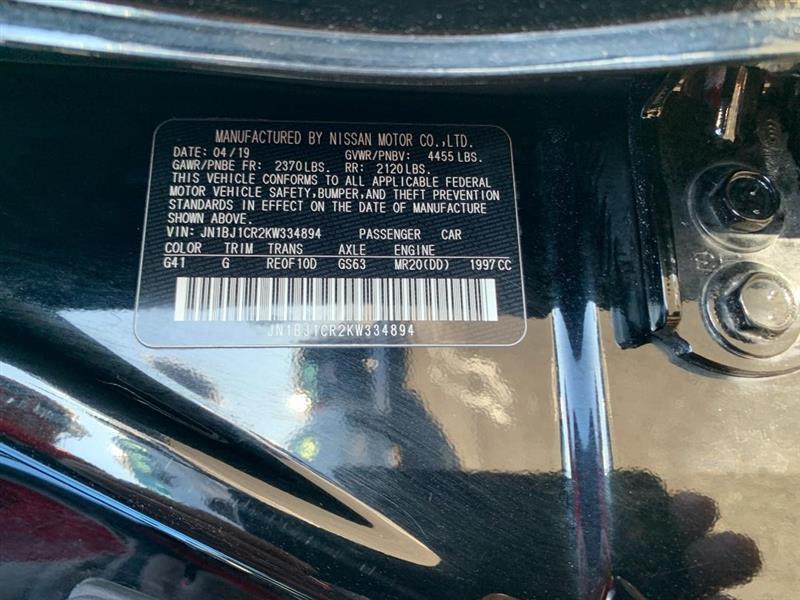 MANUFACTURED BY NISSAN MOTOR CO.,LTD.
DATE: 04/19 GVWR/PNBV: 4455 LBS.
GAWR/PNBE FR: 2370 LBS. RR: 2120 LBS.
THIS VEHICLE CONFORMS TO ALL APPLICABLE FEDERAL
MOTOR VEHICLE SAFETY, BUMPER, AND THEFT PREVENTION
STANDARDS IN EFFECT ON THE DATE OF MANUFACTURE
SHOWN ABOVE.
VIN: JN1BJ1CR2KW334894 PASSENGER CAR
COLOR TRIM TRANS AXLE ENGINE
G41 G RE0F10D GS63 MR20(DD) 1997 CC
JN1BJ1CR2KW334894